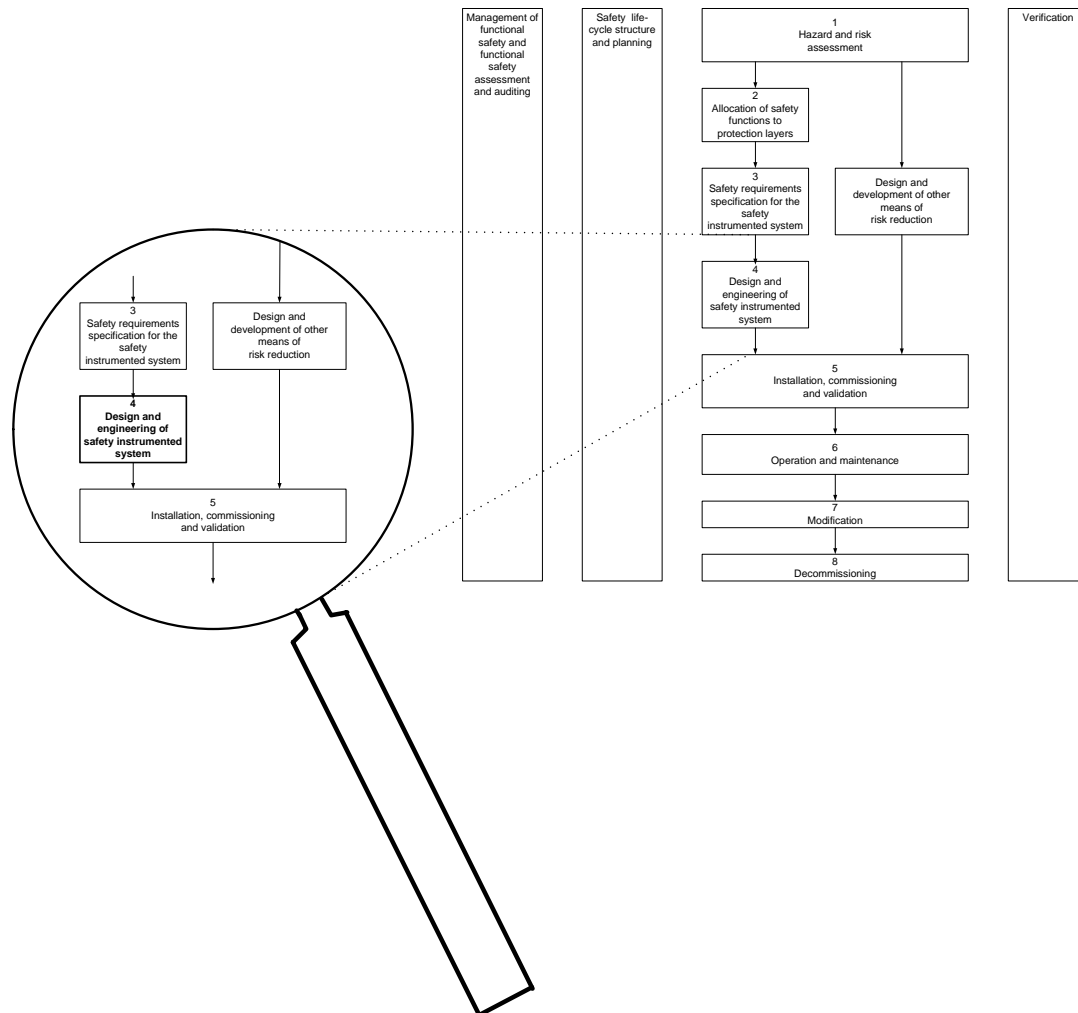 Management of
functional
safety and
functional
safety
assessment
and auditing
Safety life-
cycle structure
and planning
1
Hazard and risk
assessment
Verification
2
Allocation of safety
functions to
protection layers
3
Safety requirements
specification for the
safety
instrumented system
Design and
development of other
means of
risk reduction
4
Design and
engineering of
safety instrumented
system
5
Installation, commissioning
and validation
6
Operation and maintenance
7
Modification
8
Decommissioning
3
Safety requirements
specification for the
safety
instrumented system
Design and
development of other
means of
risk reduction
4
Design and
engineering of
safety instrumented
system
5
Installation, commissioning
and validation